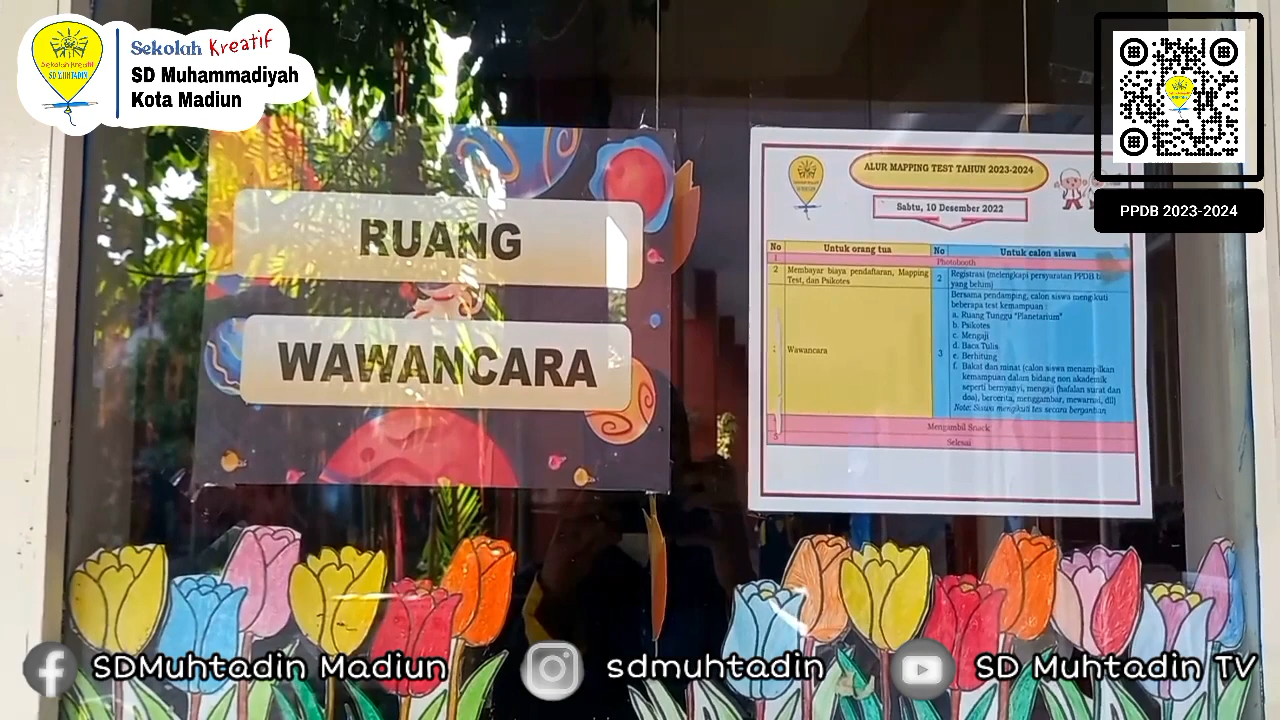 Sekolah Kreatif
SD MUHTADIN
Sekolah Kreatif
SD Muhammadiyah
Kota Madiun
PPDB 2023-2024
RUANG
WAWANCARA
ALUR MAPPING TEST TAHUN 2023-2024
Sabtu, 10 Desember 2022
No Untuk orang tua No Untuk calon siswa
1 Photobooth
2 Membayar biaya pendaftaran, Mapping
Test, dan Psikotes
2 Registrasi (melengkapi persyaratan PPDB
yang belum)
Wawancara
3
Bersama pendamping, calon siswa mengikuti
beberapa test kemampuan :
a. Ruang Tunggu "Planetarium"
b. Psikotes
c. Mengaji
d. Baca Tulis
e. Berhitung
f. Bakat dan minat (calon siswa menampilkan
kemampuan dalam bidang non akademik
seperti bernyanyi, mengaji (hafalan surat dan
doa), bercerita, menggambar, mewarnai, dll)
Note: Siswa mengikuti tes secara bergantian
Mengambil Snack
5 Selesai
SDMuhtadin Madiun
sdmuhtadin
SD Muhtadin TV